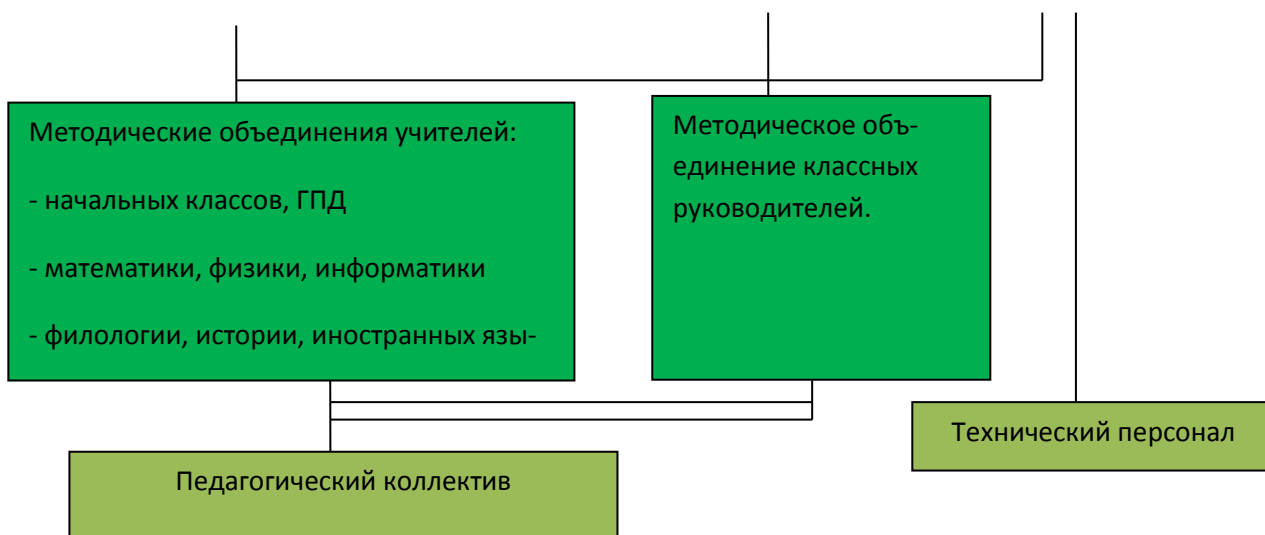 Методические объединения учителей:
- начальных классов, ГПД
- математики, физики, информатики
- филологии, истории, иностранных язы-
Методическое объ-
единение классных
руководителей.
Технический персонал
Педагогический коллектив